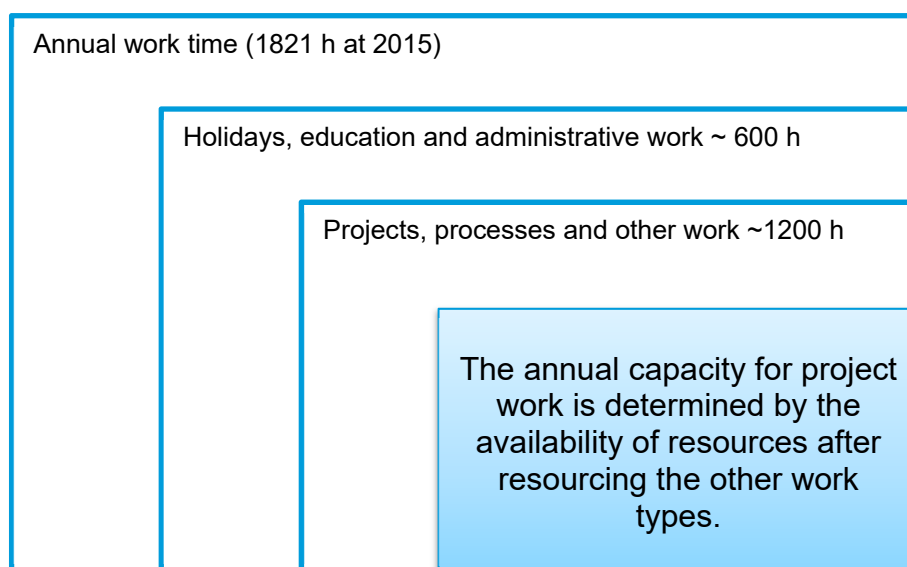 Annual work time (1821 h at 2015)
Holidays, education and administrative work ~ 600 h
Projects, processes and other work ~1200 h
The annual capacity for project
work is determined by the
availability of resources after
resourcing the other work
types.